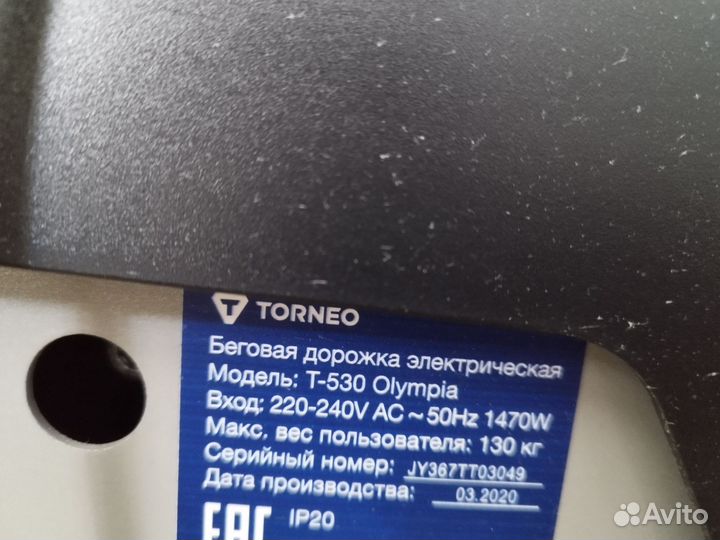 TORNEO
Беговая дорожка электрическая
Модель: T-530 Olympia
Вход: 220-240V AC ~ 50Hz 1470W
Макс. вес пользователя: 130 кг
Серийный номер: JY367TT03049
Дата производства: 03.2020
EAC IP20
Avito